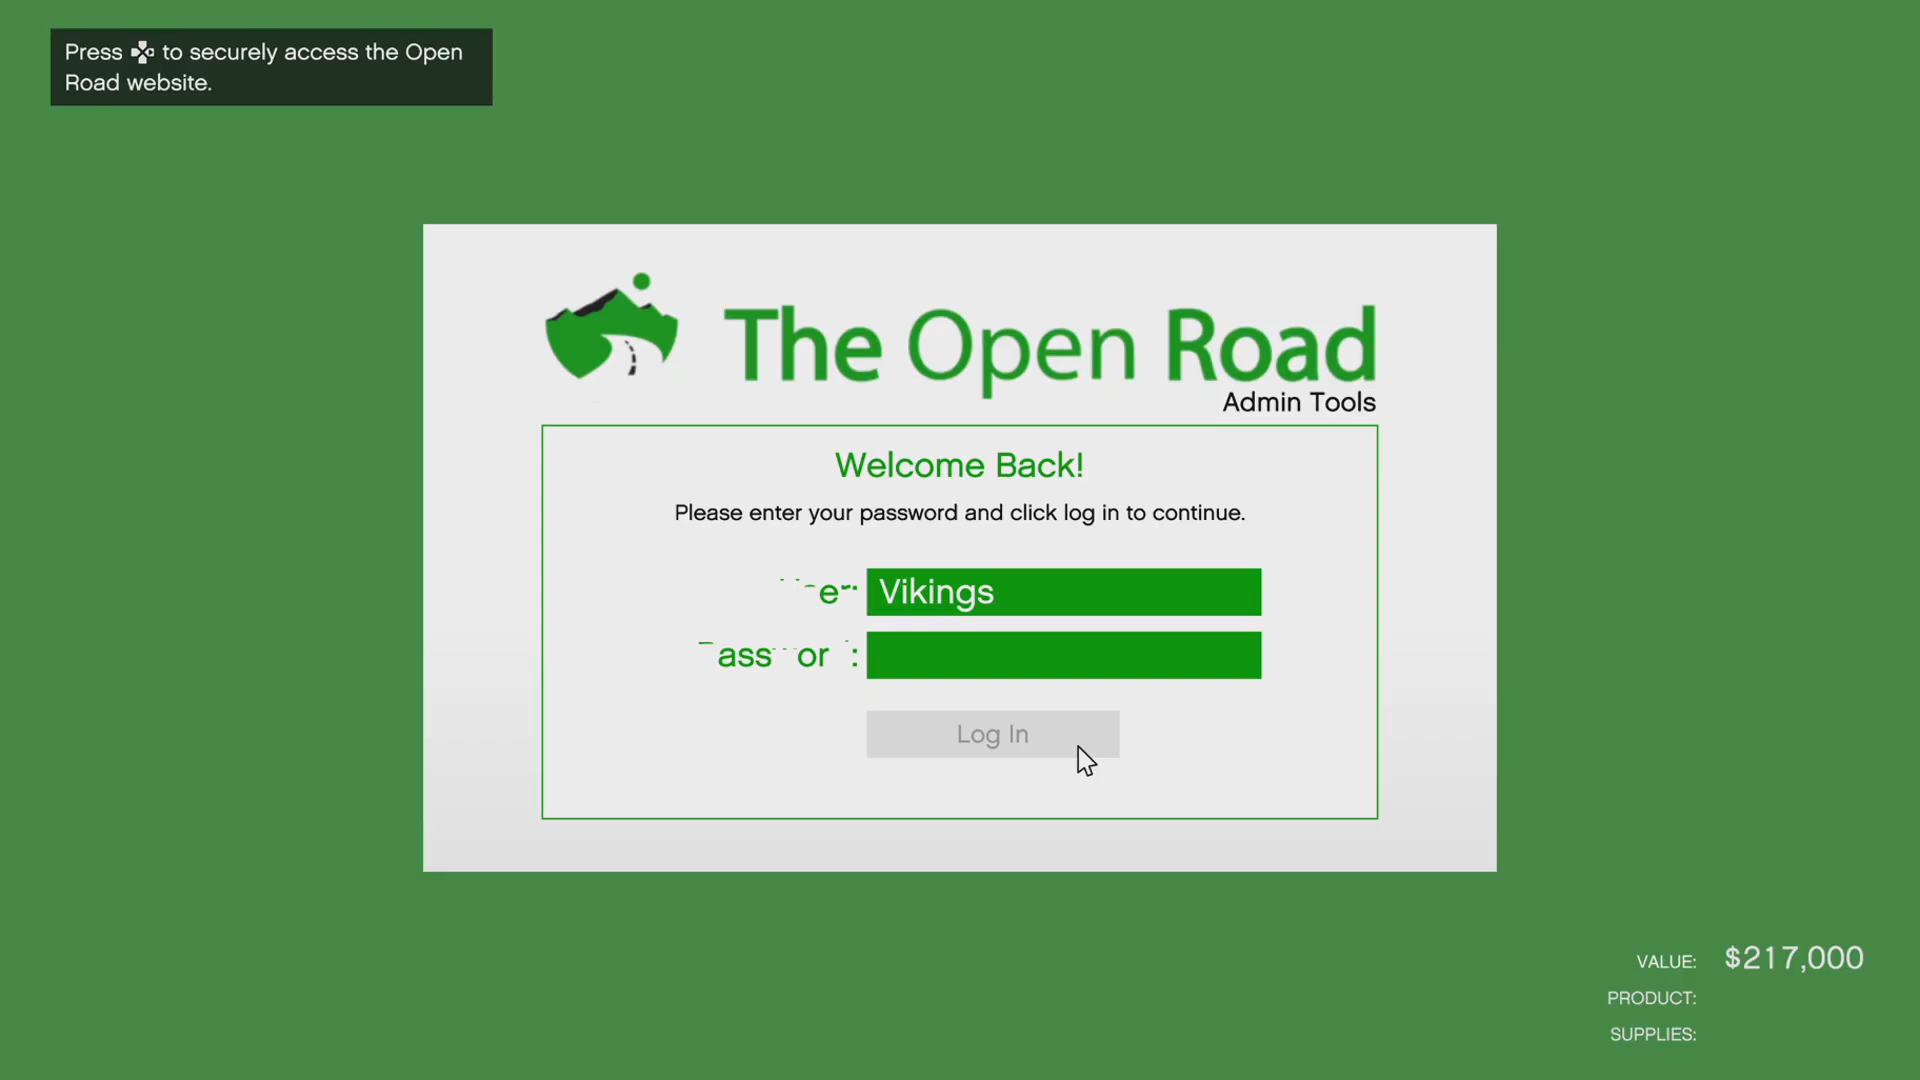 Press to securely access the Open
Road website.
The Open Road
Admin Tools
Welcome Back!
Please enter your password and click log in to continue.
Vikings
Log In
VALUE: $217,000
PRODUCT:
SUPPLIES: